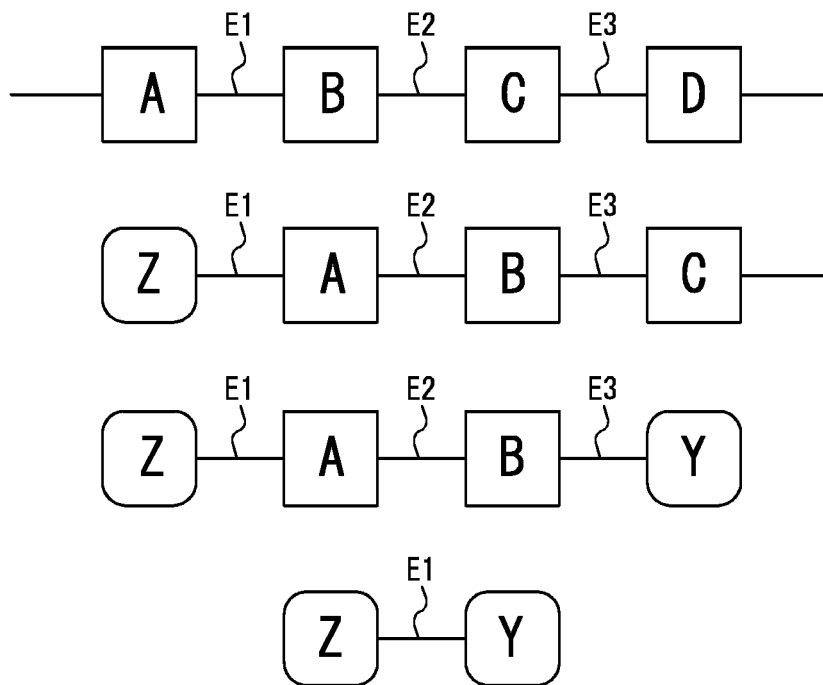 E1 E2 E3
A B C D
E1 E2 E3
Z A B C
E1 E2 E3
Z A B Y
E1
Z Y